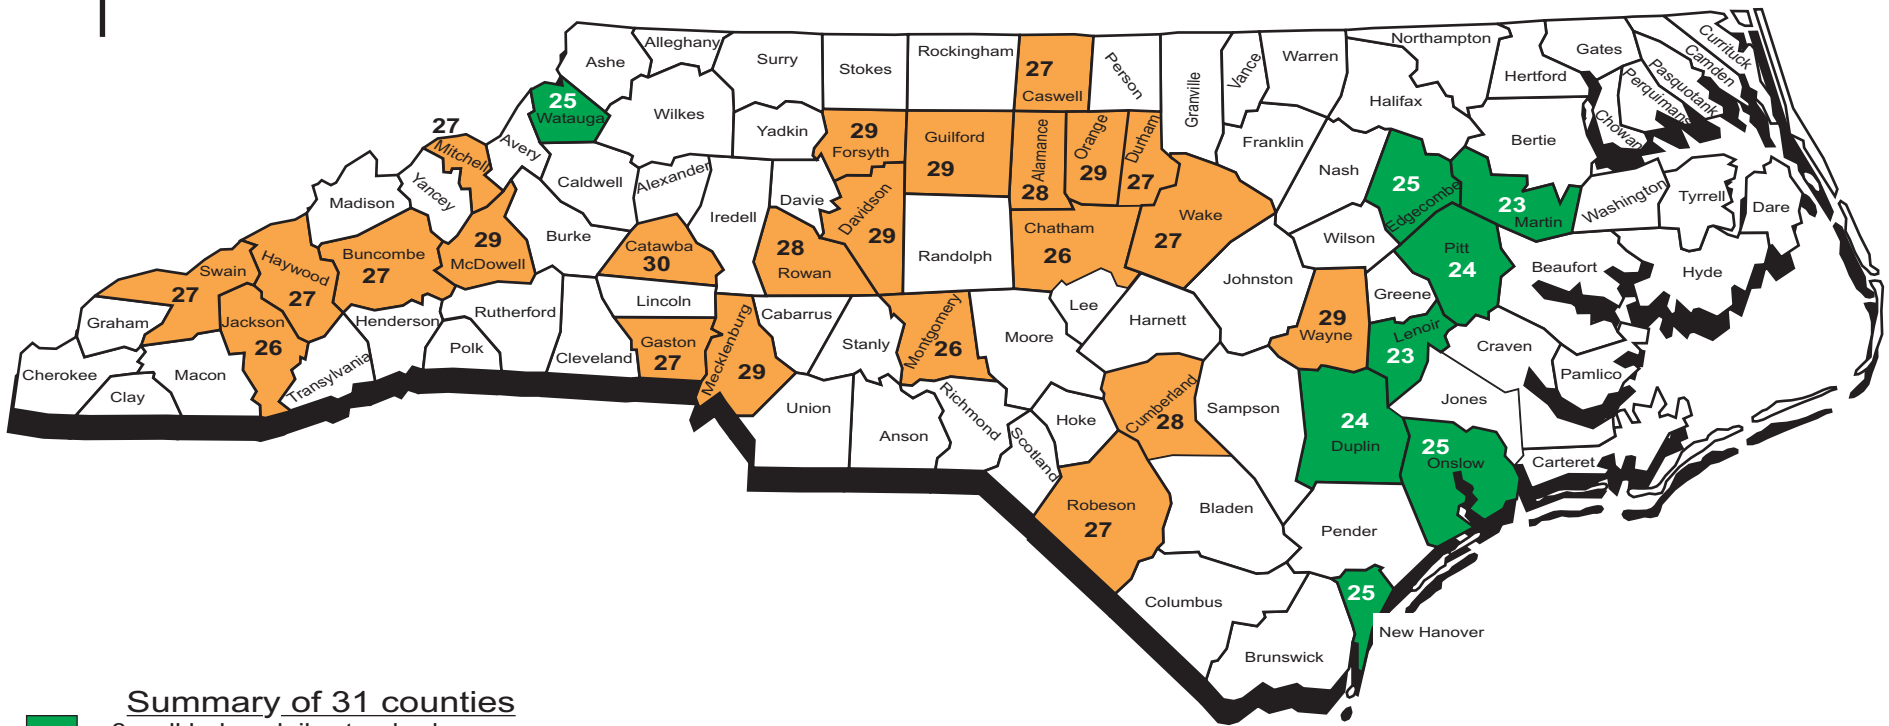 Ashe
Alleghany
Surry
Stokes
Rockingham
27
Caswell
Person
Granville
Vance
Warren
Northampton
Gates
Hertford
Halifax
Currituck
Camden
Pasquotank
Perquimans
Chowan
Bertie
25
Watauga
Wilkes
Yadkin
29
Forsyth
Guilford
29
Alamance
28
Orange
29
Durham
27
Franklin
Nash
25
Edgecombe
23
Martin
Washington
Tyrrell
Dare
27
Mitchell
Avery
Caldwell
Alexander
Iredell
Davie
Davidson
29
Madison
Yancey
Buncombe
27
29
McDowell
Burke
Catawba
30
28
Rowan
Randolph
Chatham
26
Wake
27
Wilson
Johnston
Pitt
24
Beaufort
Hyde
Swain
27
Haywood
27
Graham
Jackson
26
Cherokee
Clay
Macon
Transylvania
Henderson
Polk
Rutherford
Cleveland
Lincoln
Gaston
27
Mecklenburg
29
Cabarrus
Stanly
Montgomery
26
Moore
Lee
Harnett
29
Wayne
Greene
Lenoir
23
Craven
Pamlico
Jones
Carteret
Union
Anson
Richmond
Scotland
Hoke
Cumberland
28
Sampson
24
Duplin
25
Onslow
Robeson
27
Bladen
Pender
Columbus
Brunswick
25
New Hanover
Summary of 31 counties